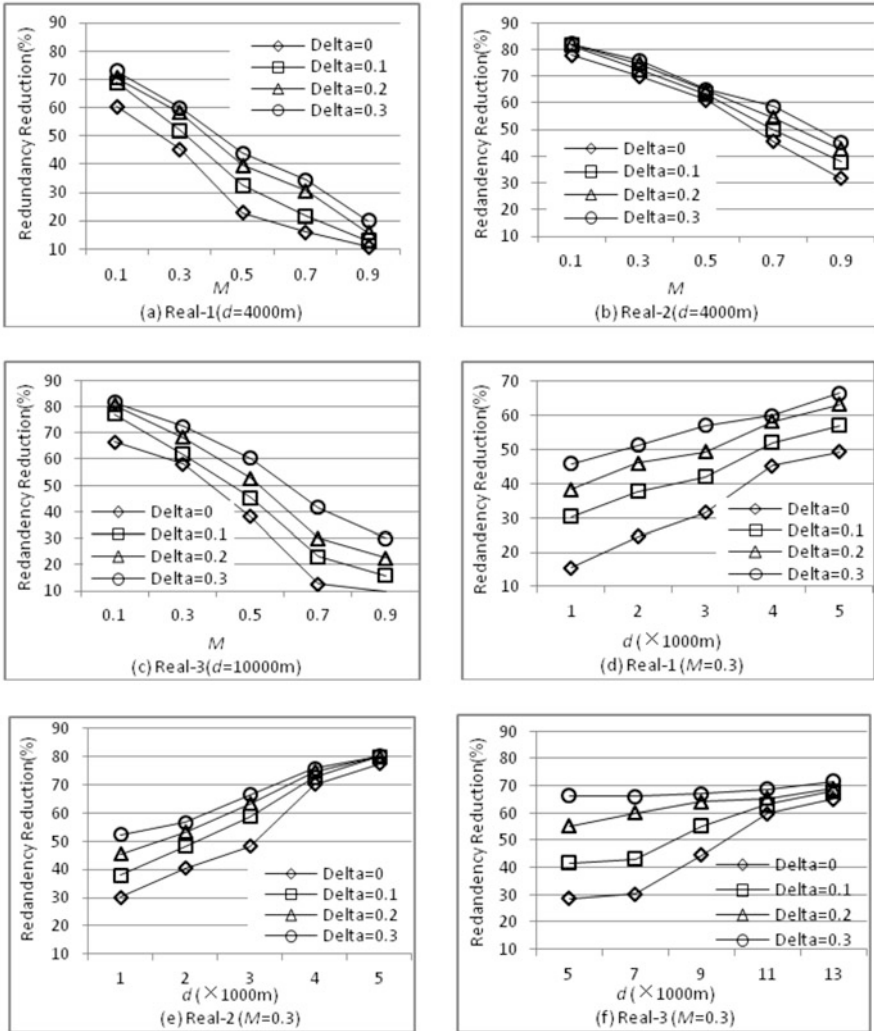 90
80
70
60
50
40
30
20
10
Redundancy Reduction(%)
Delta=0
Delta=0.1
Delta=0.2
Delta=0.3
0.1 0.3 0.5 0.7 0.9
M
(a) Real-1(d=4000m)
90
80
70
60
50
40
30
20
10
Redandency Reduction(%)
Delta=0
Delta=0.1
Delta=0.2
Delta=0.3
0.1 0.3 0.5 0.7 0.9
M
(b) Real-2(d=4000m)
90
80
70
60
50
40
30
20
10
Redandency Reduction(%)
Delta=0
Delta=0.1
Delta=0.2
Delta=0.3
0.1 0.3 0.5 0.7 0.9
M
(c) Real-3(d=10000m)
70
60
50
40
30
20
10
Redandency Reduction(%)
Delta=0
Delta=0.1
Delta=0.2
Delta=0.3
1 2 3 4 5
d (×1000m)
(d) Real-1 (M=0.3)
90
80
70
60
50
40
30
20
10
Redandency Reduction(%)
Delta=0
Delta=0.1
Delta=0.2
Delta=0.3
1 2 3 4 5
d (×1000m)
(e) Real-2 (M=0.3)
90
80
70
60
50
40
30
20
10
Redandency Reduction(%)
Delta=0
Delta=0.1
Delta=0.2
Delta=0.3
5 7 9 11 13
d (×1000m)
(f) Real-3 (M=0.3)